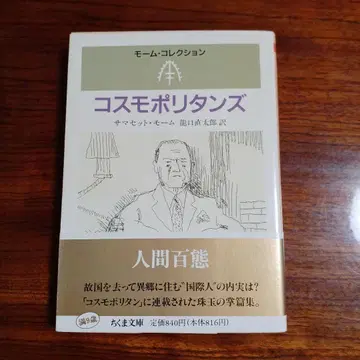 モーム・コレクション
コスモポリタンズ
サマセット・モーム 龍口直太郎 訳
人間百態
故国を去って異郷に住む“国際人”の内実は?
「コスモポリタン」に連載された珠玉の掌篇集。
ちくま文庫 定価840円(本体816円)